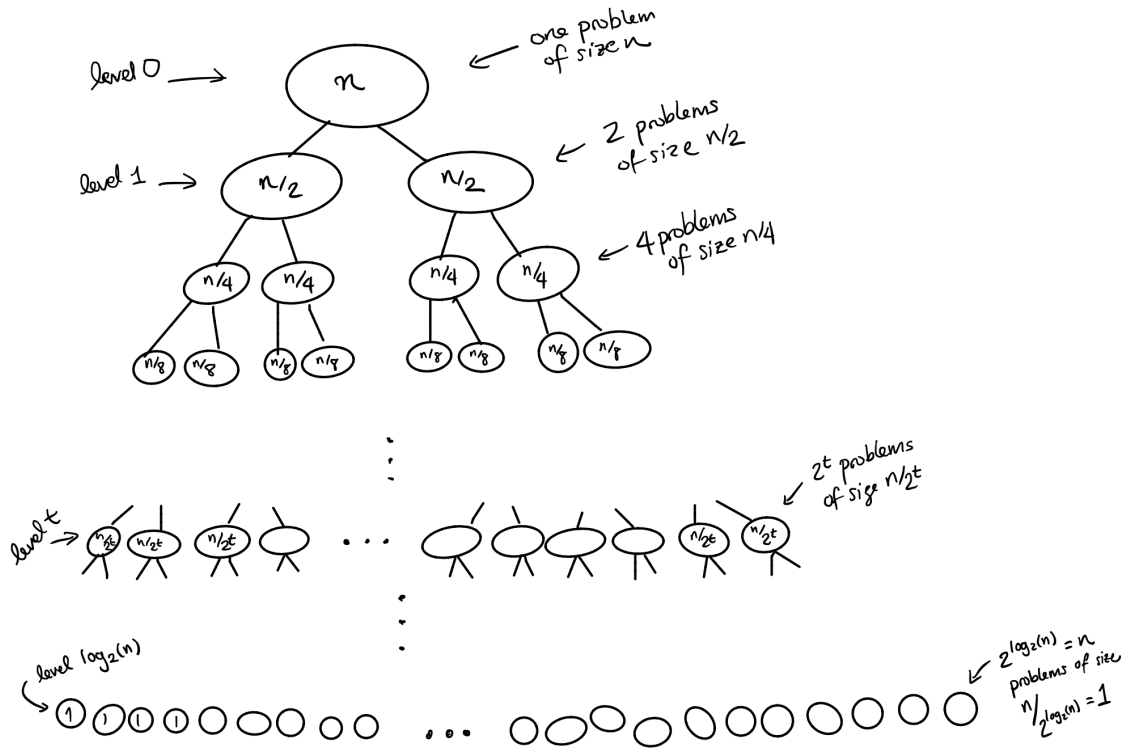 level 0
n
one problem
of size n
level 1
n/2
n/2
2 problems
of size n/2
n/4
n/4
n/4
n/4
4 problems
of size n/4
n/8
n/8
n/8
n/8
n/8
n/8
n/8
n/8
level t
n/2^t
n/2^t
n/2^t
...
n/2^t
n/2^t
2^t problems
of size n/2^t
level log₂(n)
1
1
1
1
...
2^log₂(n) = n
problems of size
n/2^log₂(n) = 1